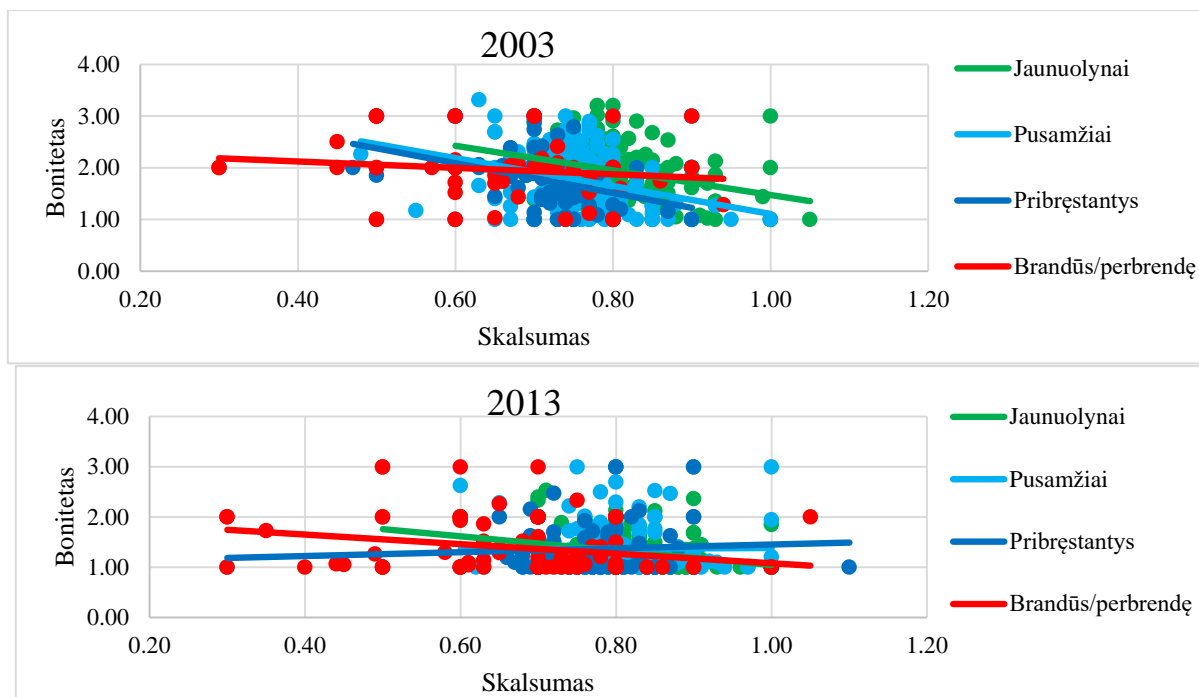 2003
4.00
3.00
2.00
1.00
0.00
Bonitetas
0.20 0.40 0.60 0.80 1.00 1.20
Skalsumas
Jaunuolynai
Pusamžiai
Pribręstantys
Brandūs/perbrendę
2013
4.00
3.00
2.00
1.00
0.00
Bonitetas
0.20 0.40 0.60 0.80 1.00 1.20
Skalsumas
Jaunuolynai
Pusamžiai
Pribręstantys
Brandūs/perbrendę